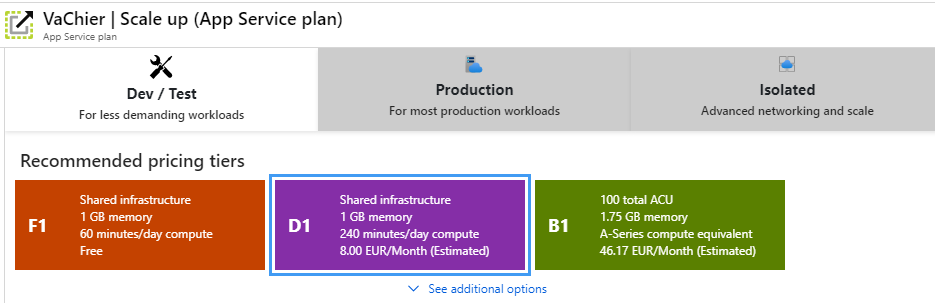 VaChier | Scale up (App Service plan)
App Service plan
Dev / Test
For less demanding workloads
Production
For most production workloads
Isolated
Advanced networking and scale
Recommended pricing tiers
F1
Shared infrastructure
1 GB memory
60 minutes/day compute
Free
D1
Shared infrastructure
1 GB memory
240 minutes/day compute
8.00 EUR/Month (Estimated)
B1
100 total ACU
1.75 GB memory
A-Series compute equivalent
46.17 EUR/Month (Estimated)
See additional options